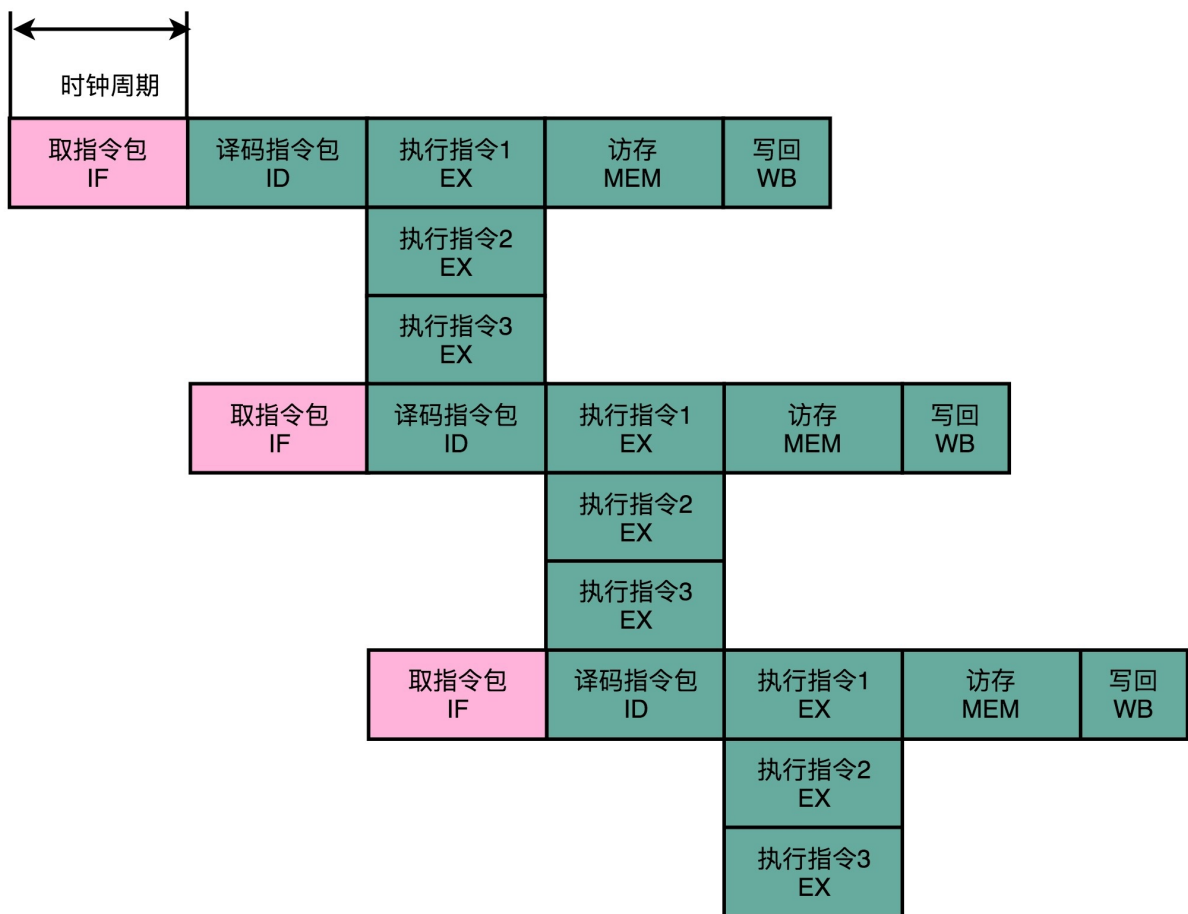 时钟周期
取指令包
IF
译码指令包
ID
执行指令1
EX
访存
MEM
写回
WB
执行指令2
EX
执行指令3
EX
取指令包
IF
译码指令包
ID
执行指令1
EX
访存
MEM
写回
WB
执行指令2
EX
执行指令3
EX
取指令包
IF
译码指令包
ID
执行指令1
EX
访存
MEM
写回
WB
执行指令2
EX
执行指令3
EX